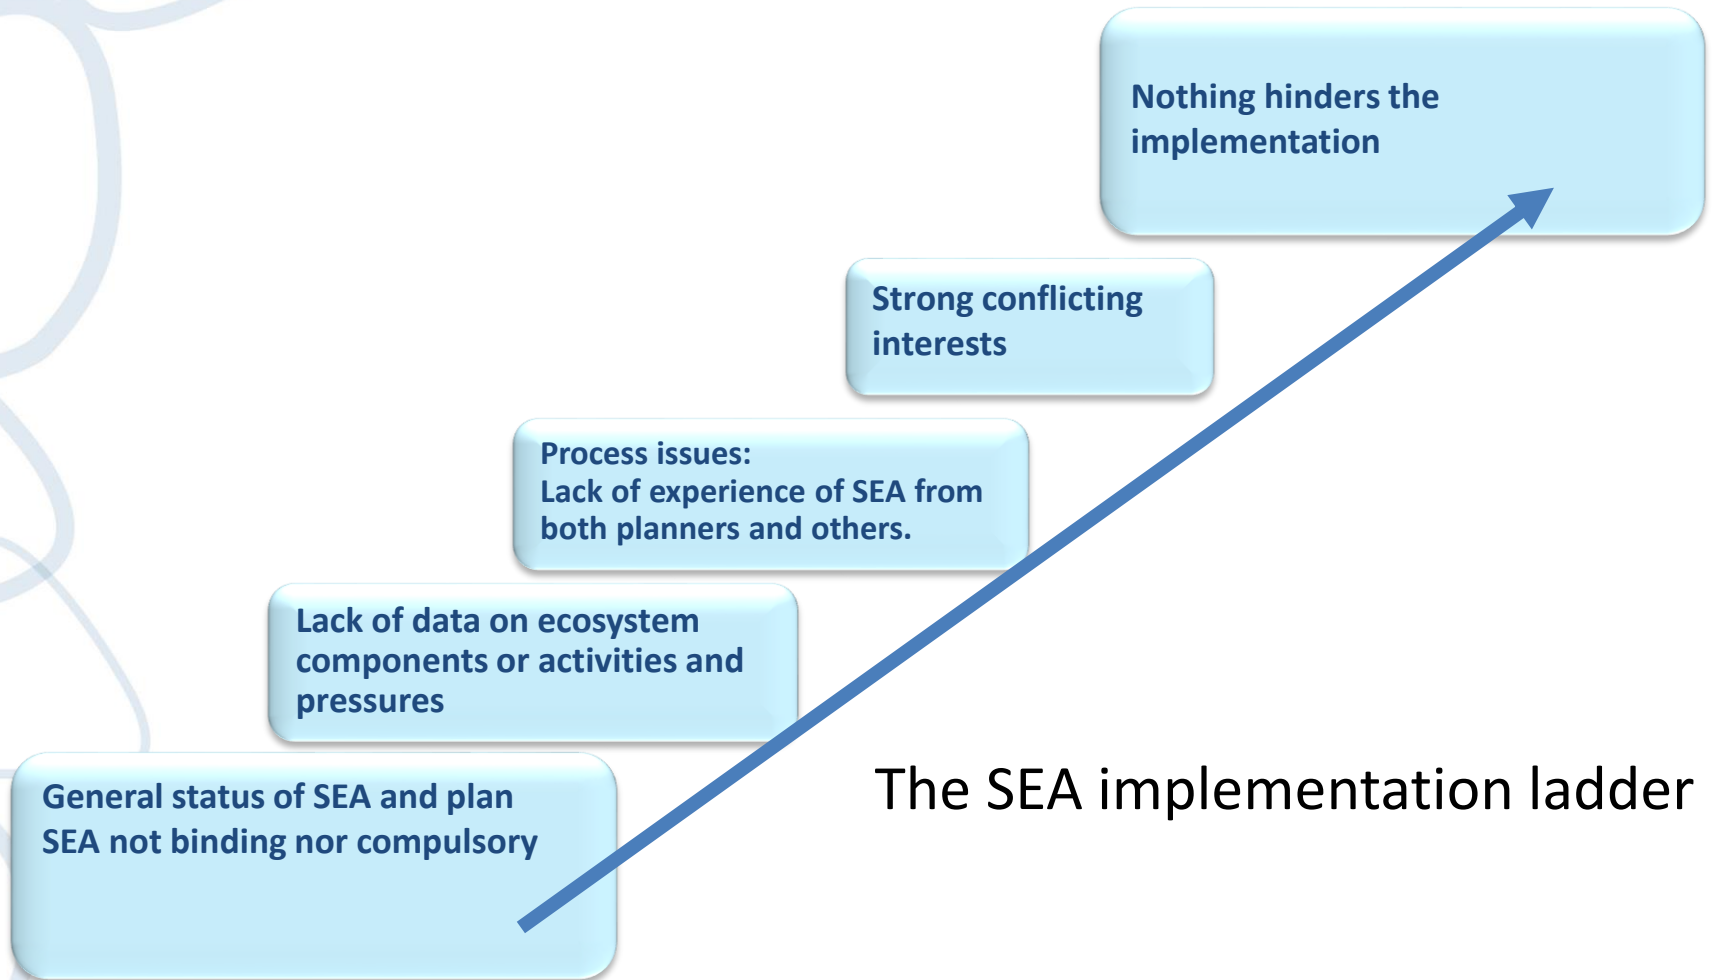 Nothing hinders the
implementation
Strong conflicting
interests
Process issues:
Lack of experience of SEA from
both planners and others.
Lack of data on ecosystem
components or activities and
pressures
General status of SEA and plan
SEA not binding nor compulsory
The SEA implementation ladder